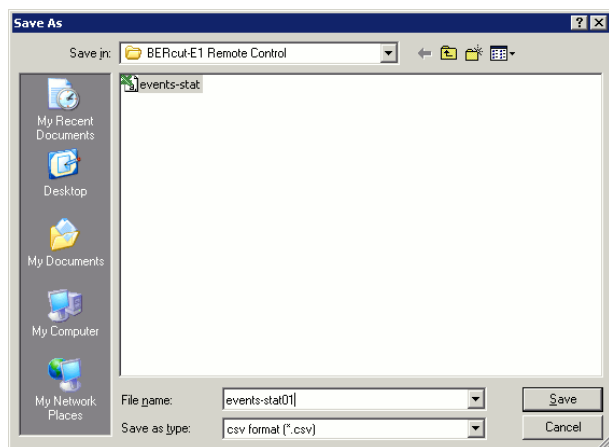 Save As
Save in: BERcut-E1 Remote Control
events-stat
My Recent
Documents
Desktop
My Documents
My Computer
My Network
Places
File name: events-stat01
Save as type: csv format (*.csv)
Save
Cancel